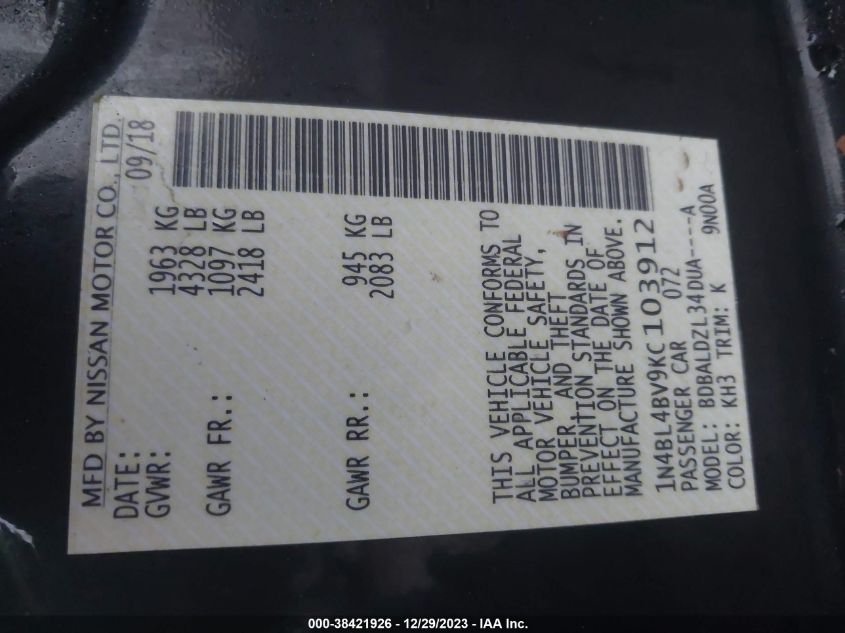 MFD BY NISSAN MOTOR CO., LTD.
DATE: 09/18
GVWR: 1963 KG
4328 LB
GAWR FR.: 1097 KG
2418 LB
GAWR RR.: 945 KG
2083 LB
THIS VEHICLE CONFORMS TO
ALL APPLICABLE FEDERAL
MOTOR VEHICLE SAFETY,
BUMPER AND THEFT
PREVENTION STANDARDS IN
EFFECT ON THE DATE OF
MANUFACTURE SHOWN ABOVE.
1N4BL4BV9KC103912
PASSENGER CAR 072
MODEL: BDBALDZL34DUA----A
COLOR: KH3 TRIM: K 9N00A
000-38421926 - 12/29/2023 - IAA Inc.